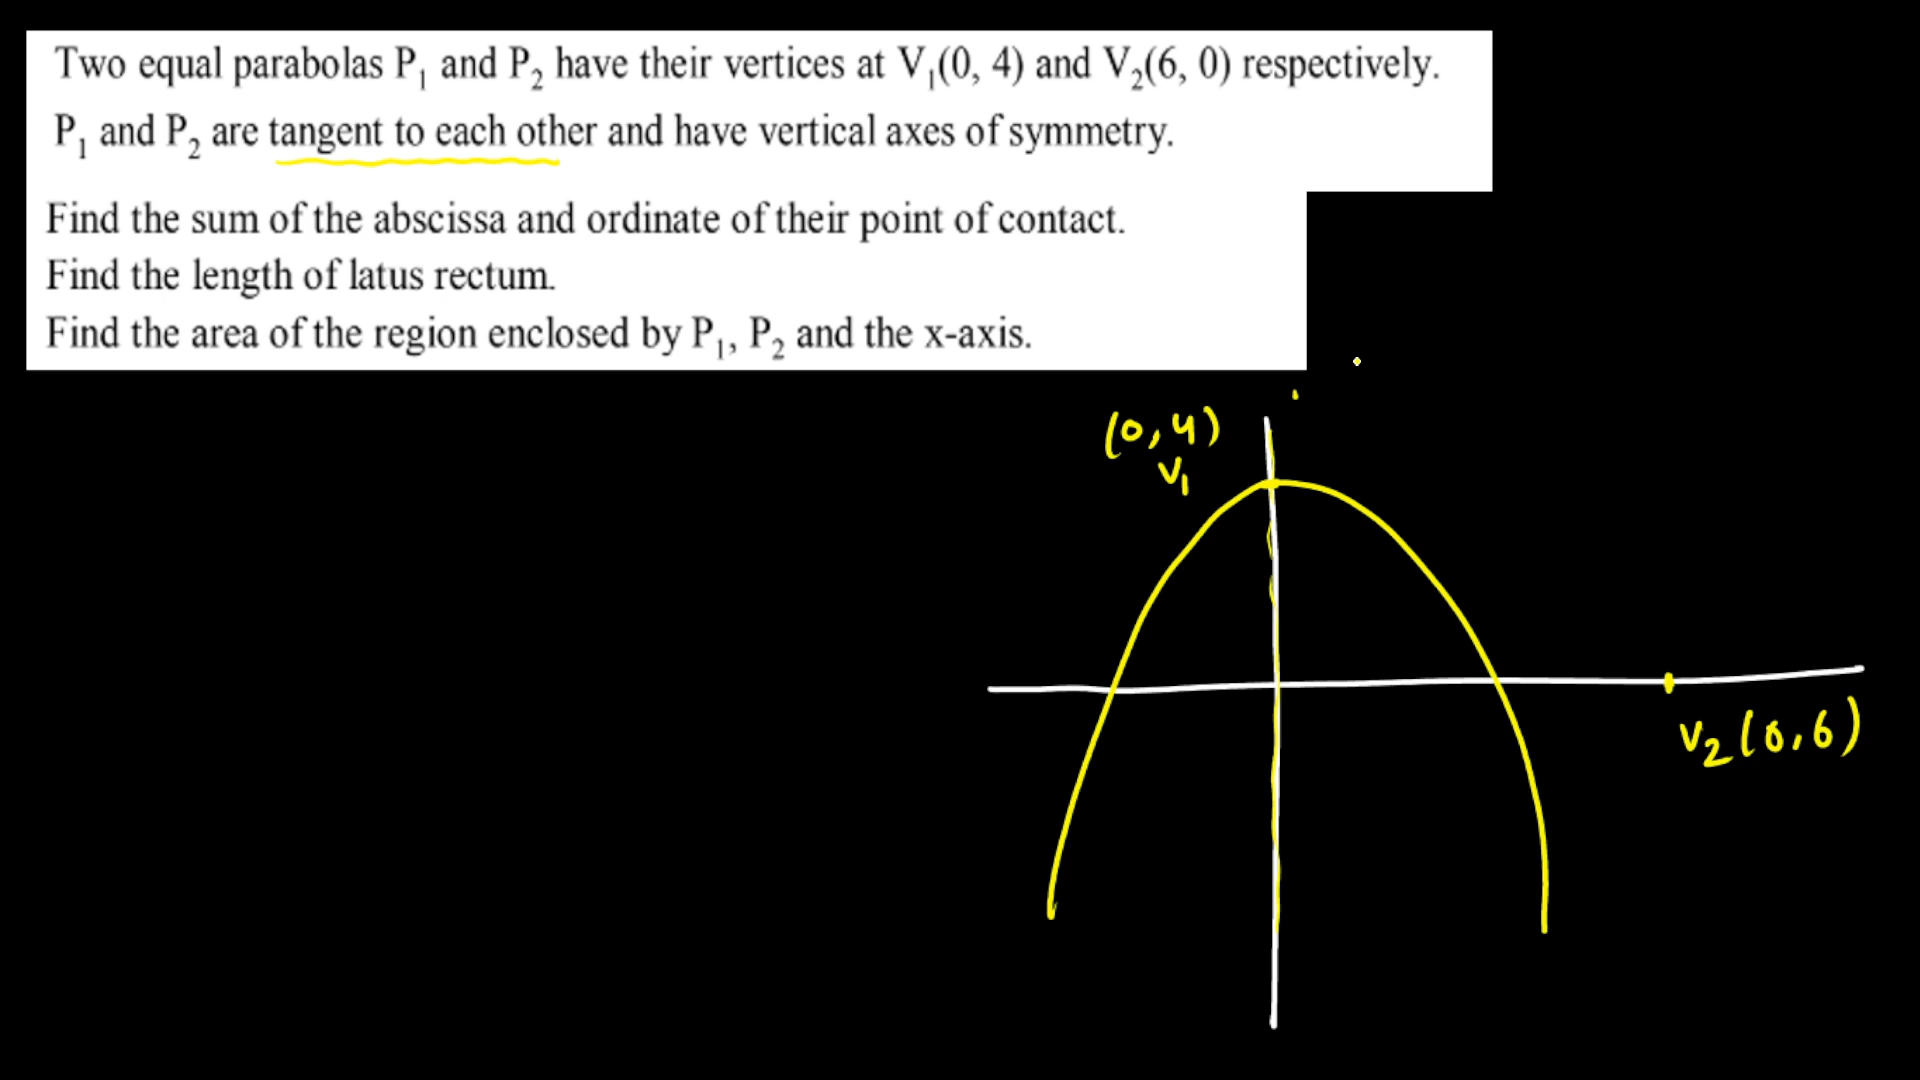 Two equal parabolas P₁ and P₂ have their vertices at V₁(0, 4) and V₂(6, 0) respectively.
P₁ and P₂ are tangent to each other and have vertical axes of symmetry.
Find the sum of the abscissa and ordinate of their point of contact.
Find the length of latus rectum.
Find the area of the region enclosed by P₁, P₂ and the x-axis.
(0, 4)
V₁
V₂(0,6)